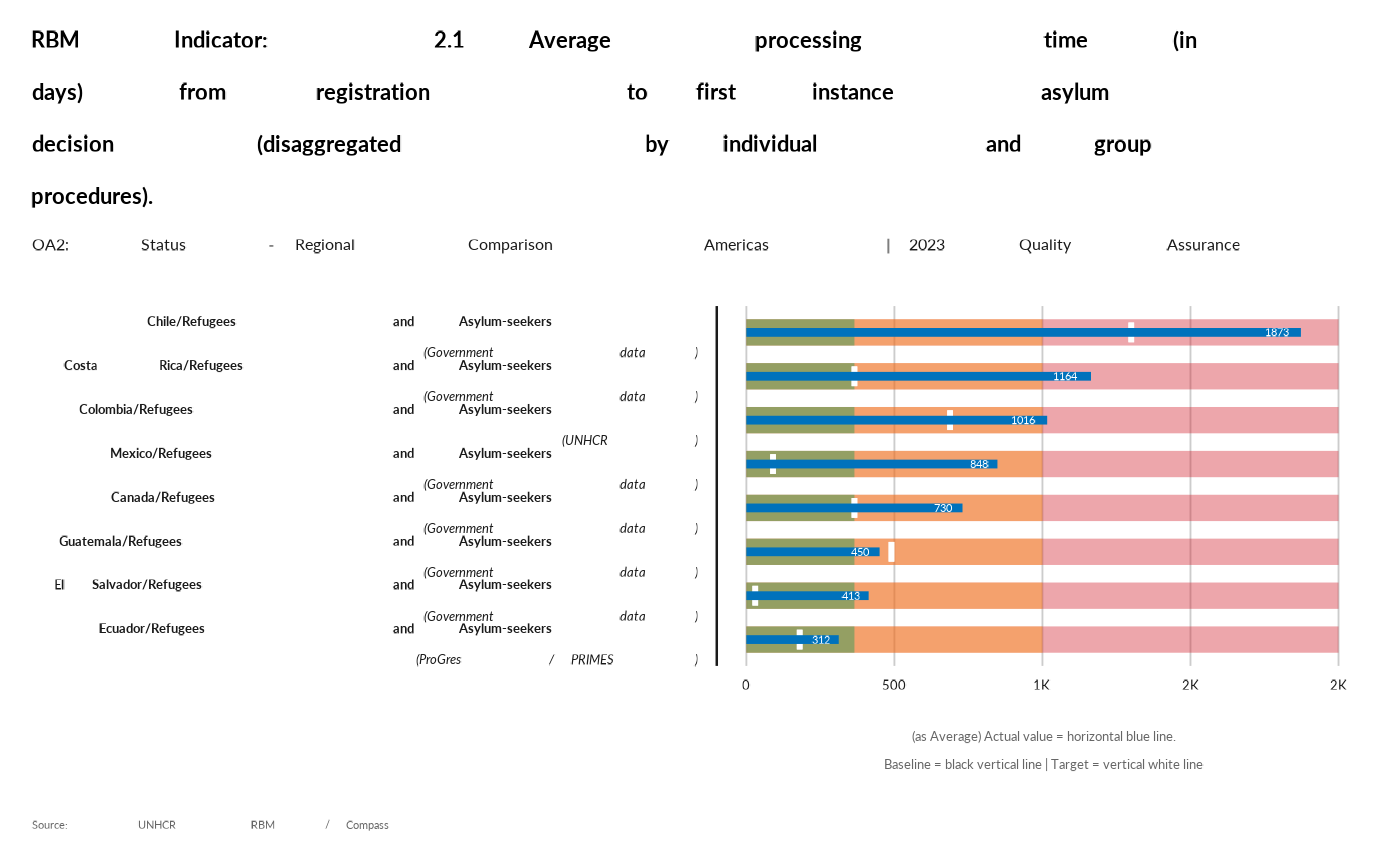 RBM Indicator: 2.1 Average processing time (in
days) from registration to first instance asylum
decision (disaggregated by individual and group
procedures).
OA2: Status - Regional Comparison Americas | 2023 Quality Assurance
Chile/Refugees and Asylum-seekers
(Government data )
1873
Costa Rica/Refugees and Asylum-seekers
(Government data )
1164
Colombia/Refugees and Asylum-seekers
(UNHCR )
1016
Mexico/Refugees and Asylum-seekers
(Government data )
848
Canada/Refugees and Asylum-seekers
(Government data )
730
Guatemala/Refugees and Asylum-seekers
(Government data )
450
El Salvador/Refugees and Asylum-seekers
(Government data )
413
Ecuador/Refugees and Asylum-seekers
(ProGres / PRIMES )
312
0 500 1K 2K 2K
(as Average) Actual value = horizontal blue line.
Baseline = black vertical line | Target = vertical white line
Source: UNHCR RBM / Compass